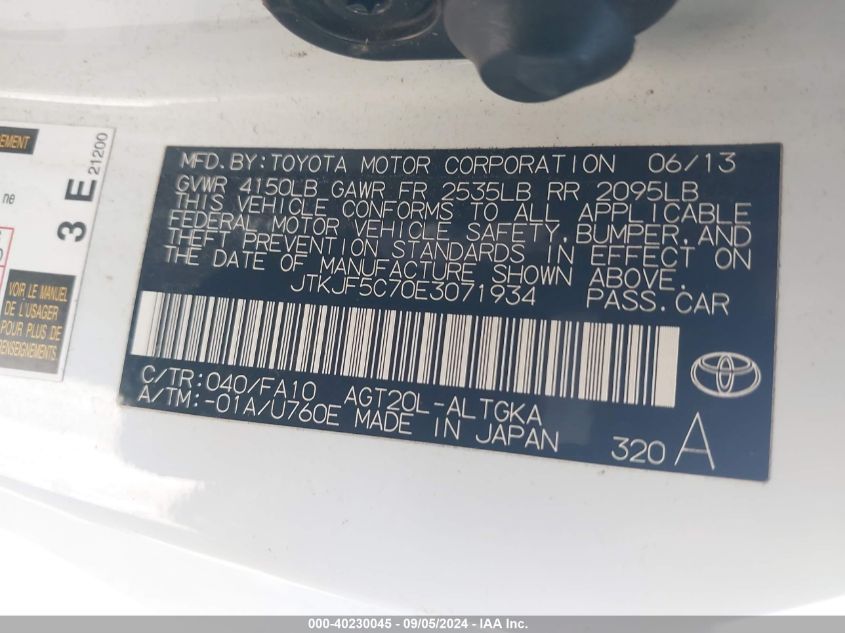 MFD. BY: TOYOTA MOTOR CORPORATION 06/13
GVWR 4150LB GAWR FR 2535LB RR 2095LB
THIS VEHICLE CONFORMS TO ALL APPLICABLE
FEDERAL MOTOR VEHICLE SAFETY, BUMPER, AND
THEFT PREVENTION STANDARDS IN EFFECT ON
THE DATE OF MANUFACTURE SHOWN ABOVE.
JTKJF5C70E3071934 PASS. CAR
C/TR: 040/FA10 AGT20L-ALTGKA
A/TM: -01A/U760E MADE IN JAPAN
320 A
3 E
21200
ne
VOIR LE MANUEL
DE L'USAGER
POUR PLUS DE
RENSEIGNEMENTS
000-40230045 - 09/05/2024 - IAA Inc.